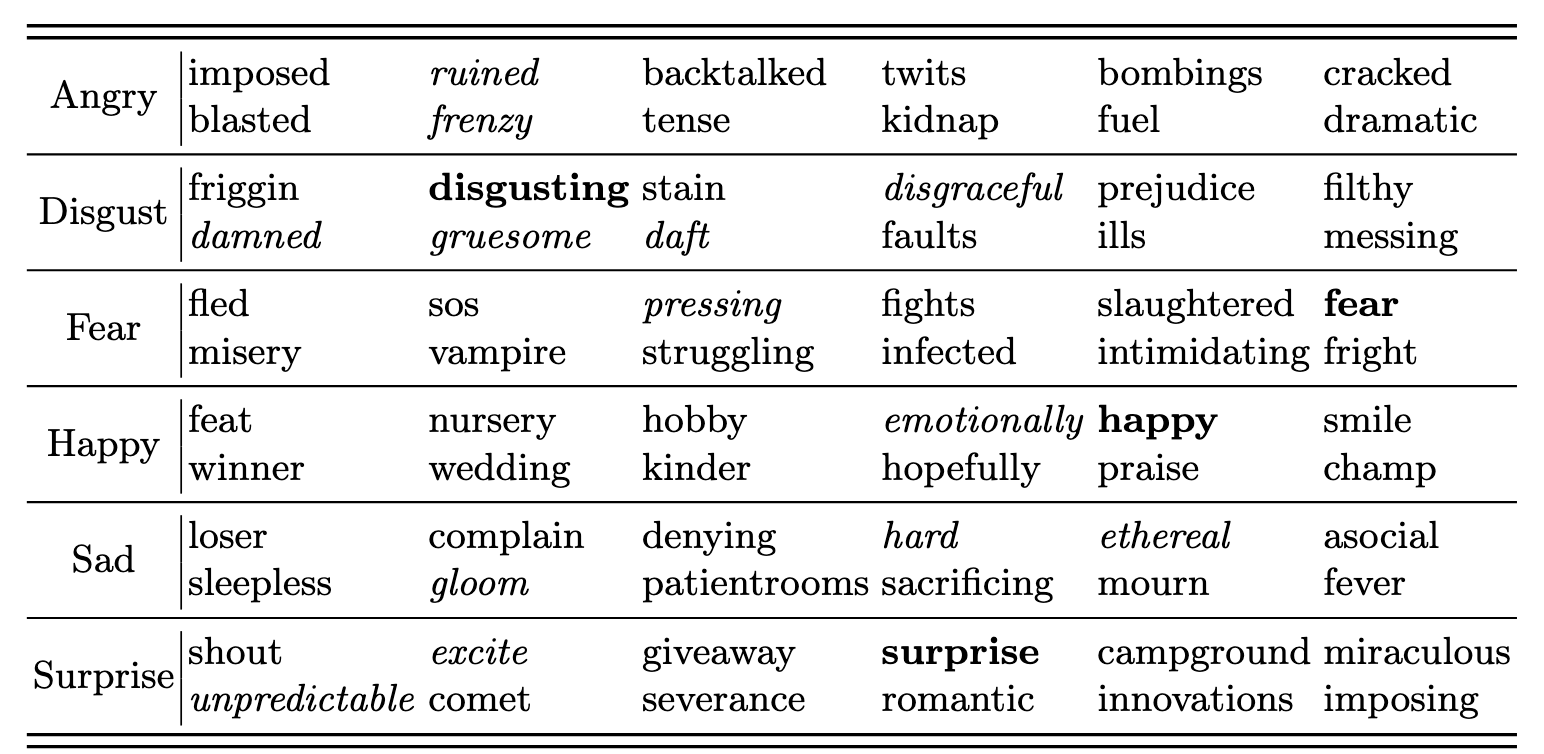 Angry
imposed ruined backtalked twits bombings cracked
blasted frenzy tense kidnap fuel dramatic
Disgust
friggin disgusting stain disgraceful prejudice filthy
damned gruesome daft faults ills messing
Fear
fled sos pressing fights slaughtered fear
misery vampire struggling infected intimidating fright
Happy
feat nursery hobby emotionally happy smile
winner wedding kinder hopefully praise champ
Sad
loser complain denying hard ethereal asocial
sleepless gloom patientrooms sacrificing mourn fever
Surprise
shout excite giveaway surprise campground miraculous
unpredictable comet severance romantic innovations imposing